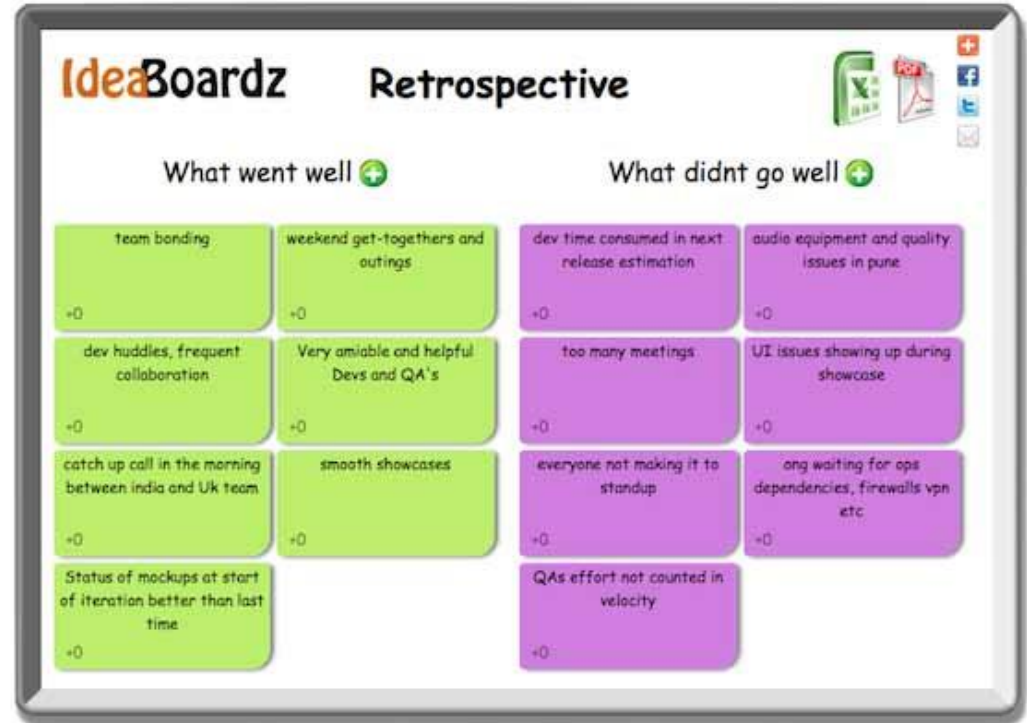 IdeaBoardz
Retrospective
PDF
What went well
What didnt go well
team bonding
+0
weekend get-togethers and
outings
+0
dev huddles, frequent
collaboration
+0
Very amiable and helpful
Devs and QA's
+0
catch up call in the morning
between india and Uk team
+0
smooth showcases
+0
Status of mockups at start
of iteration better than last
time
+0
dev time consumed in next
release estimation
+0
audio equipment and quality
issues in pune
+0
too many meetings
+0
UI issues showing up during
showcase
+0
everyone not making it to
standup
+0
ong waiting for ops
dependencies, firewalls vpn
etc
+0
QAs effort not counted in
velocity
+0